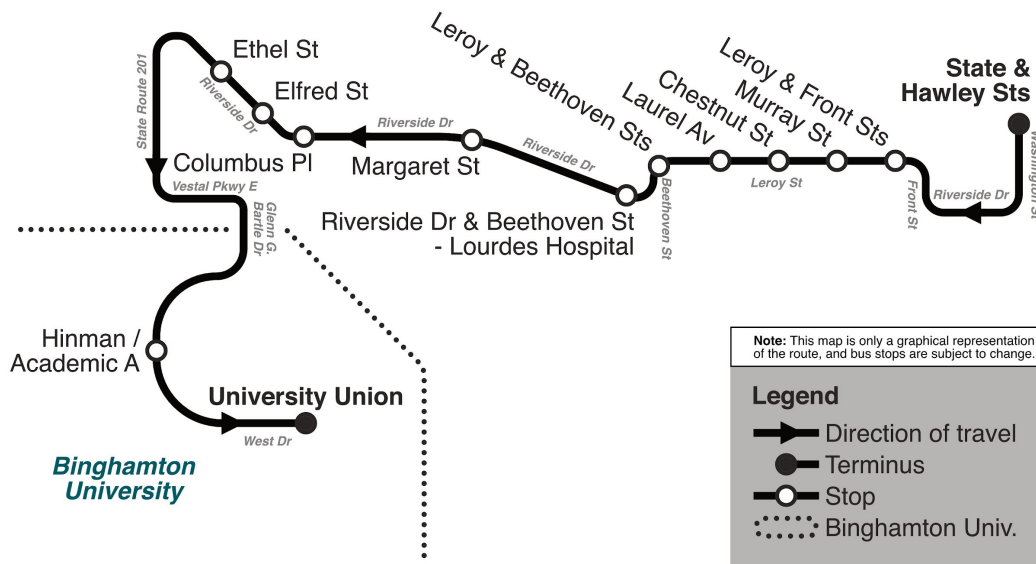 Ethel St
Elfred St
State Route 201
Riverside Dr
Columbus Pl
Riverside Dr
Margaret St
Riverside Dr
Leroy & Beethoven Sts
Laurel Av
Chestnut St
Murray St
Leroy & Front Sts
State &
Hawley Sts
Washington St
Riverside Dr
Front St
Leroy St
Beethoven St
Riverside Dr & Beethoven St
- Lourdes Hospital
Vestal Pkwy E
Glenn G.
Bartle Dr
Hinman /
Academic A
University Union
West Dr
Binghamton
University
Note: This map is only a graphical representation
of the route, and bus stops are subject to change.
Legend
Direction of travel
Terminus
Stop
Binghamton Univ.